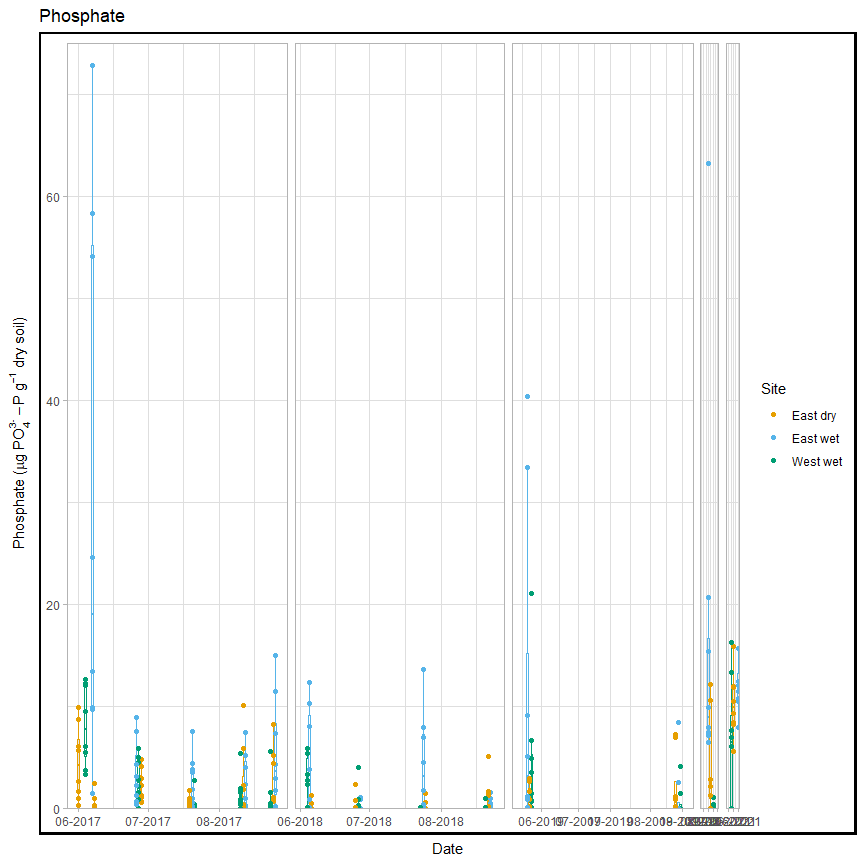 Phosphate
Phosphate (µg PO₄³⁻ −P g⁻¹ dry soil)
60
40
20
0
06-2017 07-2017 08-2017 06-2018 07-2018 08-2018 06-2019
Date
Site
East dry
East wet
West wet